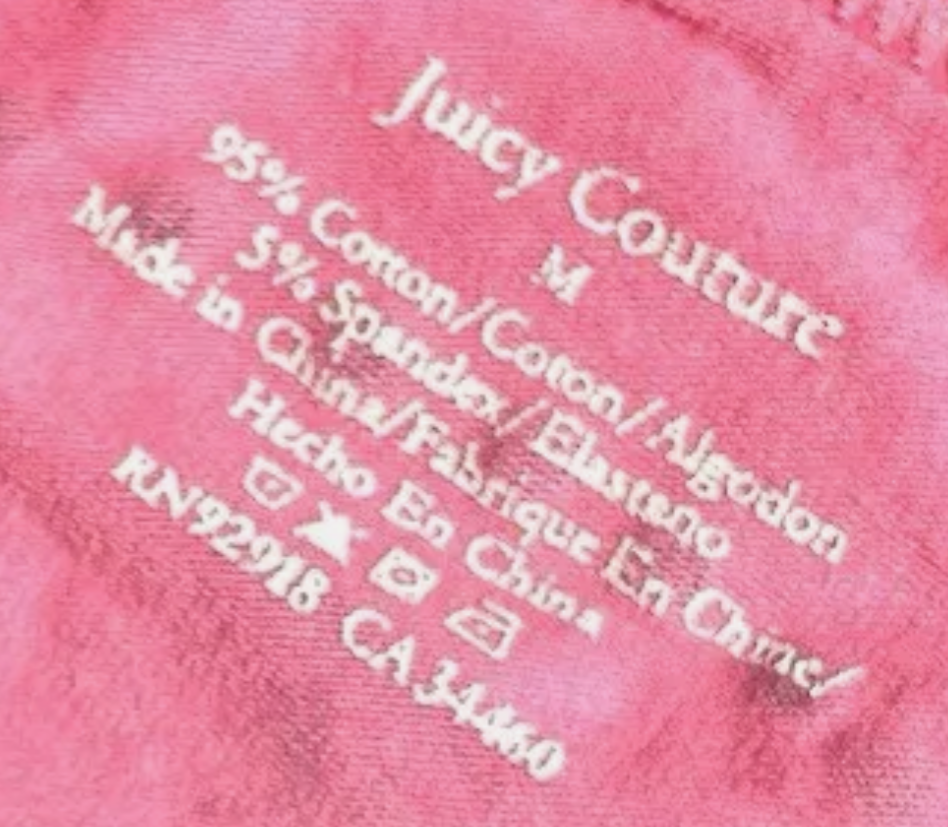 Juicy Couture
M
95% Cotton/Coton/Algodon
5% Spandex/Elasteno
Made in China/Fabrique En Chine/
Hecho En China
RN92918 CA34460